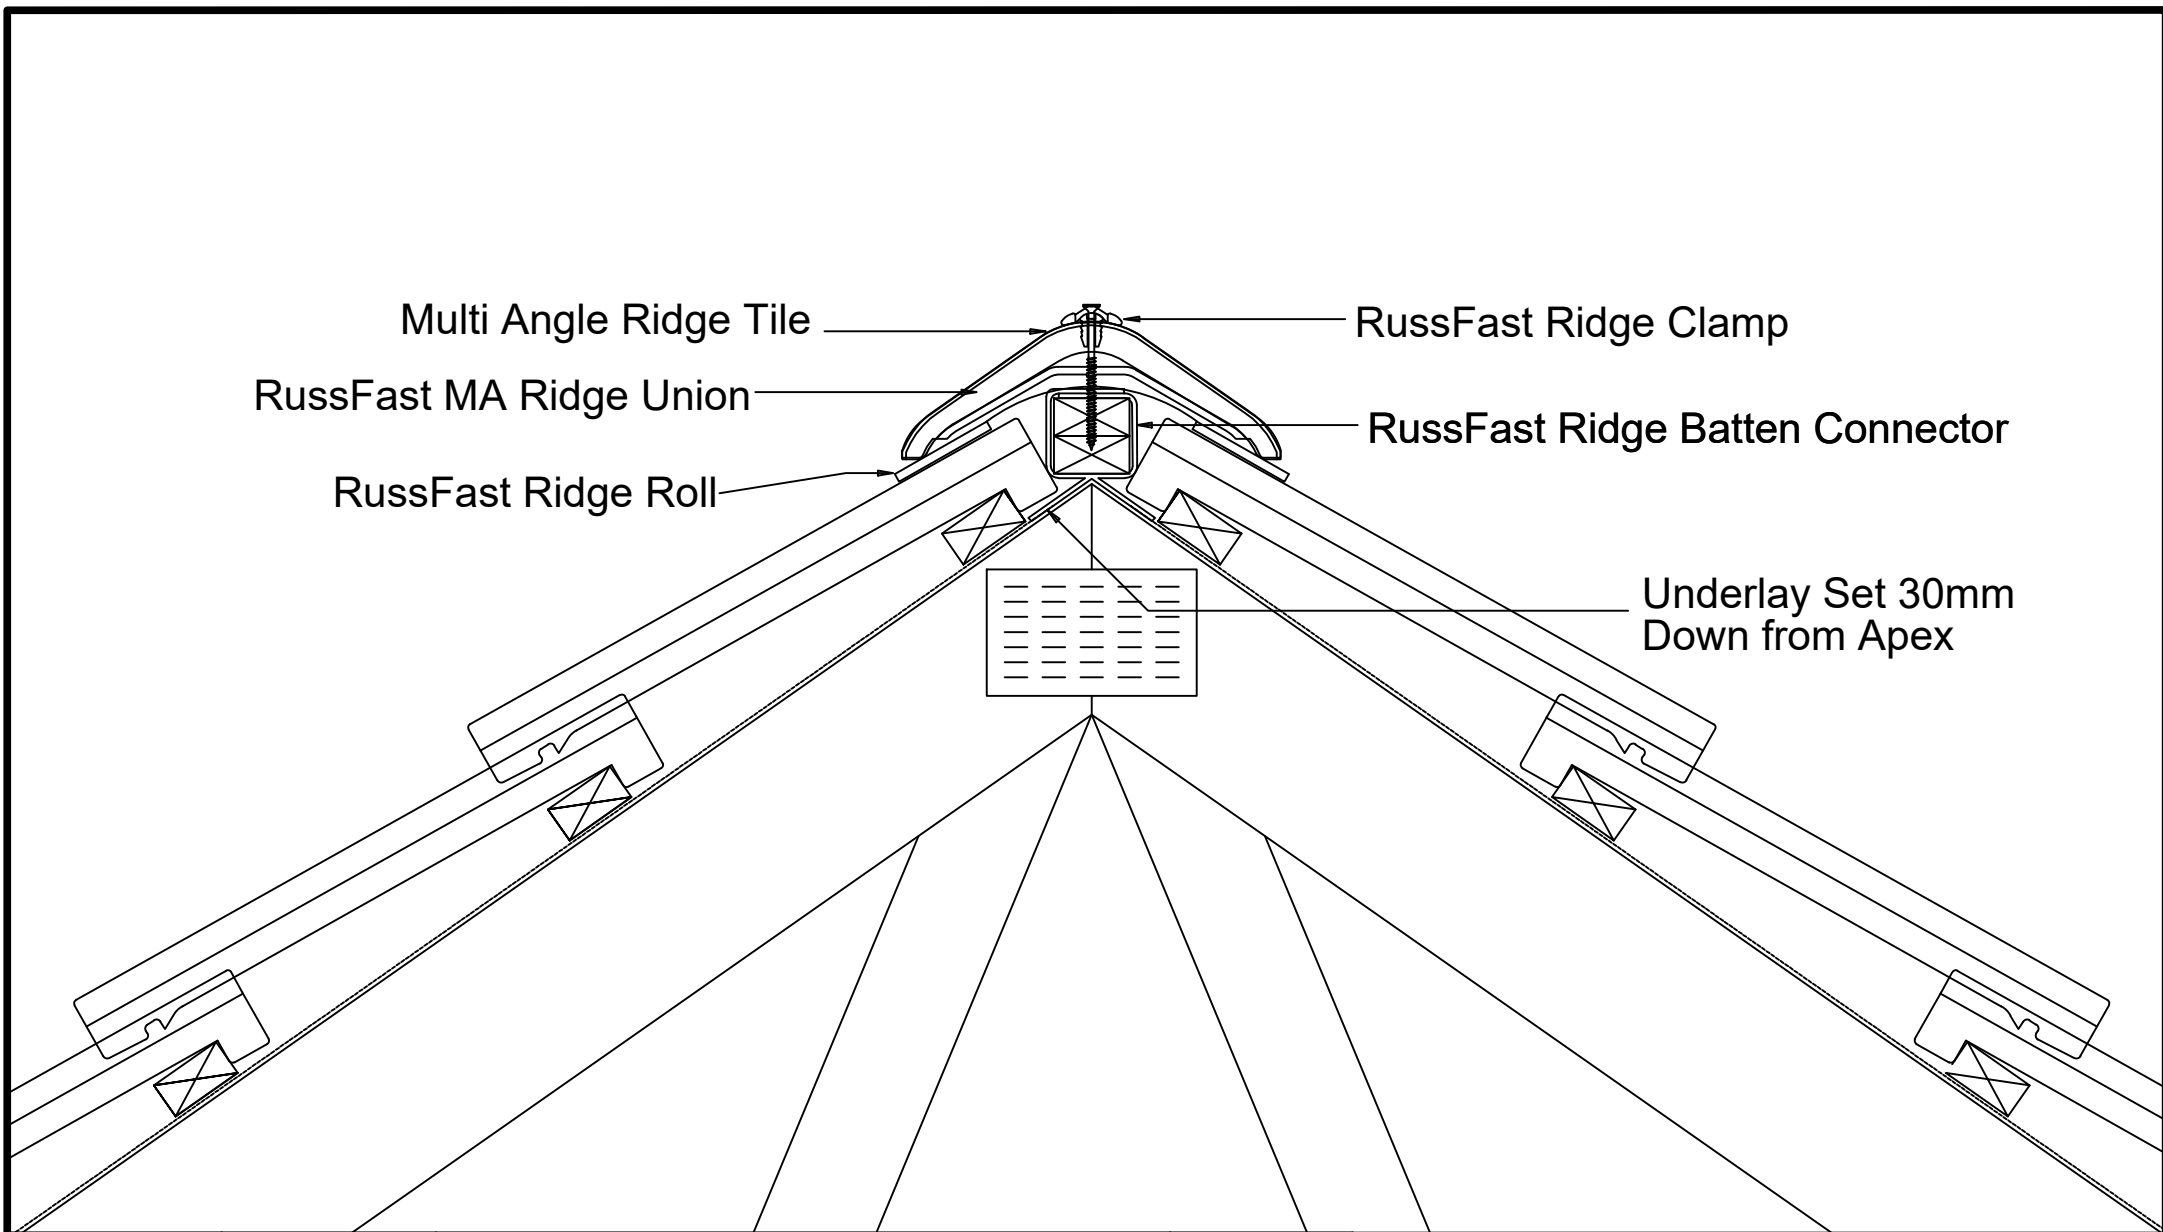 Multi Angle Ridge Tile
RussFast Ridge Clamp
RussFast MA Ridge Union
RussFast Ridge Batten Connector
RussFast Ridge Roll
Underlay Set 30mm
Down from Apex